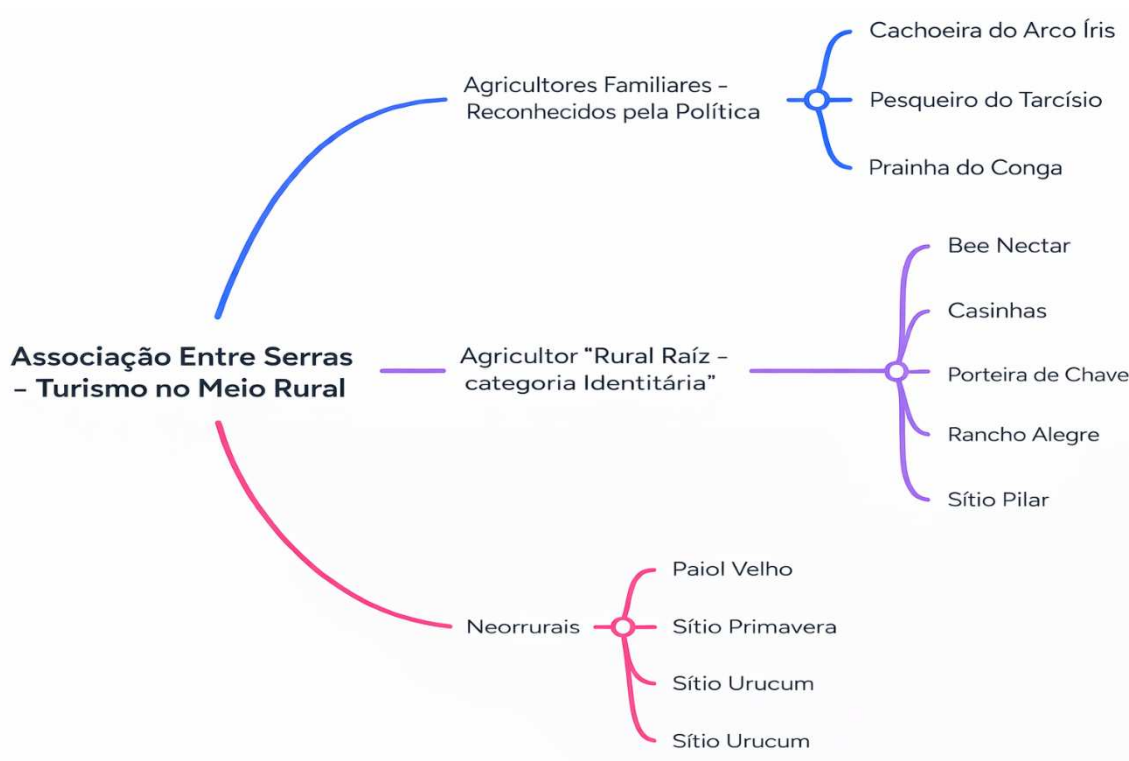 Cachoeira do Arco Íris
Agricultores Familiares -
Reconhecidos pela Política
Pesqueiro do Tarcísio
Prainha do Conga
Bee Nectar
Casinhas
Associação Entre Serras
- Turismo no Meio Rural
Agricultor “Rural Raíz -
categoria Identitária”
Porteira de Chave
Rancho Alegre
Sítio Pilar
Paiol Velho
Neorrurais
Sítio Primavera
Sítio Urucum
Sítio Urucum